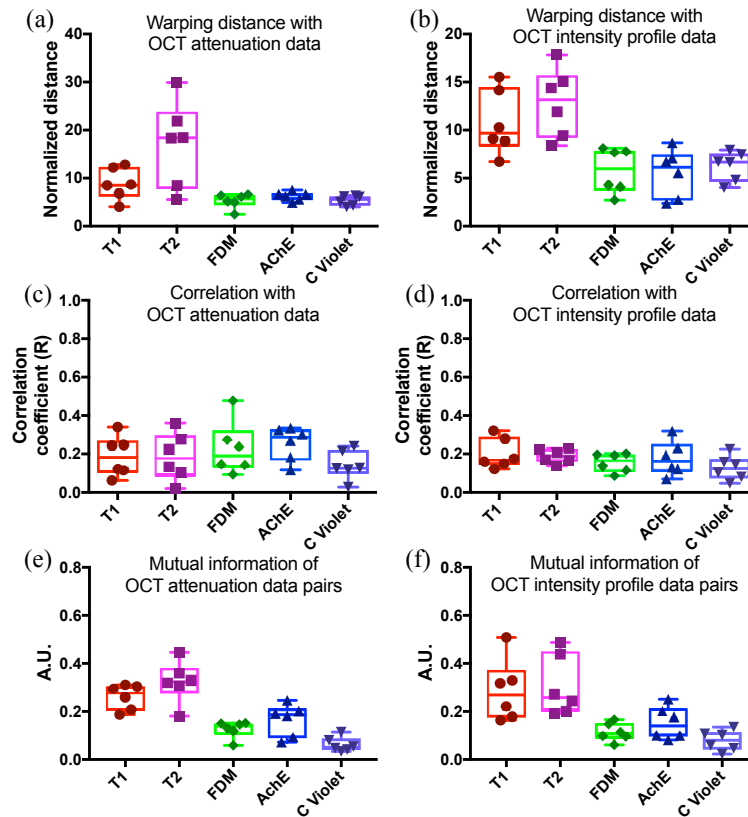 (a)
Warping distance with
OCT attenuation data
Normalized distance
40
30
20
10
0
T1
T2
FDM
AChE
C Violet
(b)
Warping distance with
OCT intensity profile data
Normalized distance
20
15
10
5
0
T1
T2
FDM
AChE
C Violet
(c)
Correlation with
OCT attenuation data
Correlation
coefficient (R)
1.0
0.8
0.6
0.4
0.2
0.0
T1
T2
FDM
AChE
C Violet
(d)
Correlation with
OCT intensity profile data
Correlation
coefficient (R)
1.0
0.8
0.6
0.4
0.2
0.0
T1
T2
FDM
AChE
C Violet
(e)
Mutual information of
OCT attenuation data pairs
A.U.
0.8
0.6
0.4
0.2
0.0
T1
T2
FDM
AChE
C Violet
(f)
Mutual information of
OCT intensity profile data pairs
A.U.
0.8
0.6
0.4
0.2
0.0
T1
T2
FDM
AChE
C Violet